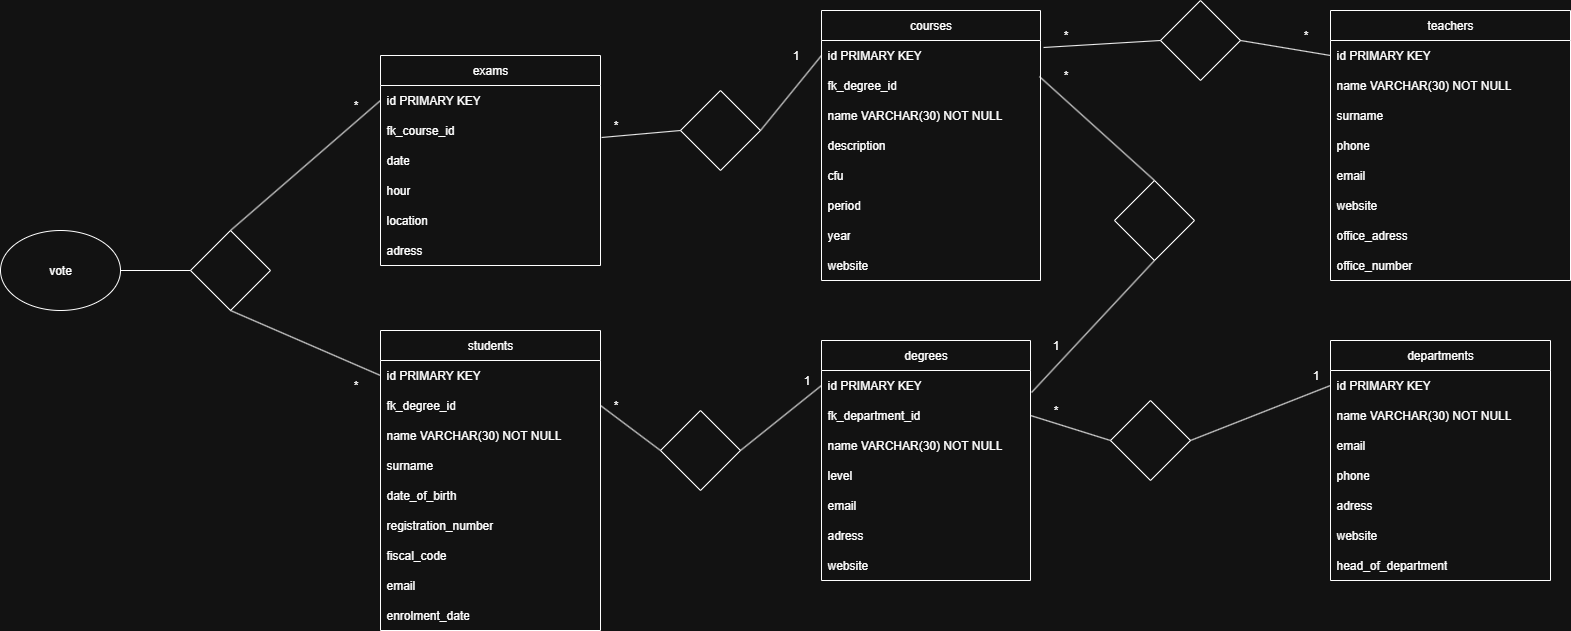 vote
*
*
exams
id PRIMARY KEY
fk_course_id
date
hour
location
adress
*
1
students
id PRIMARY KEY
fk_degree_id
name VARCHAR(30) NOT NULL
surname
date_of_birth
registration_number
fiscal_code
email
enrolment_date
*
1
courses
id PRIMARY KEY
fk_degree_id
name VARCHAR(30) NOT NULL
description
cfu
period
year
website
*
*
*
1
degrees
id PRIMARY KEY
fk_department_id
name VARCHAR(30) NOT NULL
level
email
adress
website
*
1
teachers
id PRIMARY KEY
name VARCHAR(30) NOT NULL
surname
phone
email
website
office_adress
office_number
departments
id PRIMARY KEY
name VARCHAR(30) NOT NULL
email
phone
adress
website
head_of_department